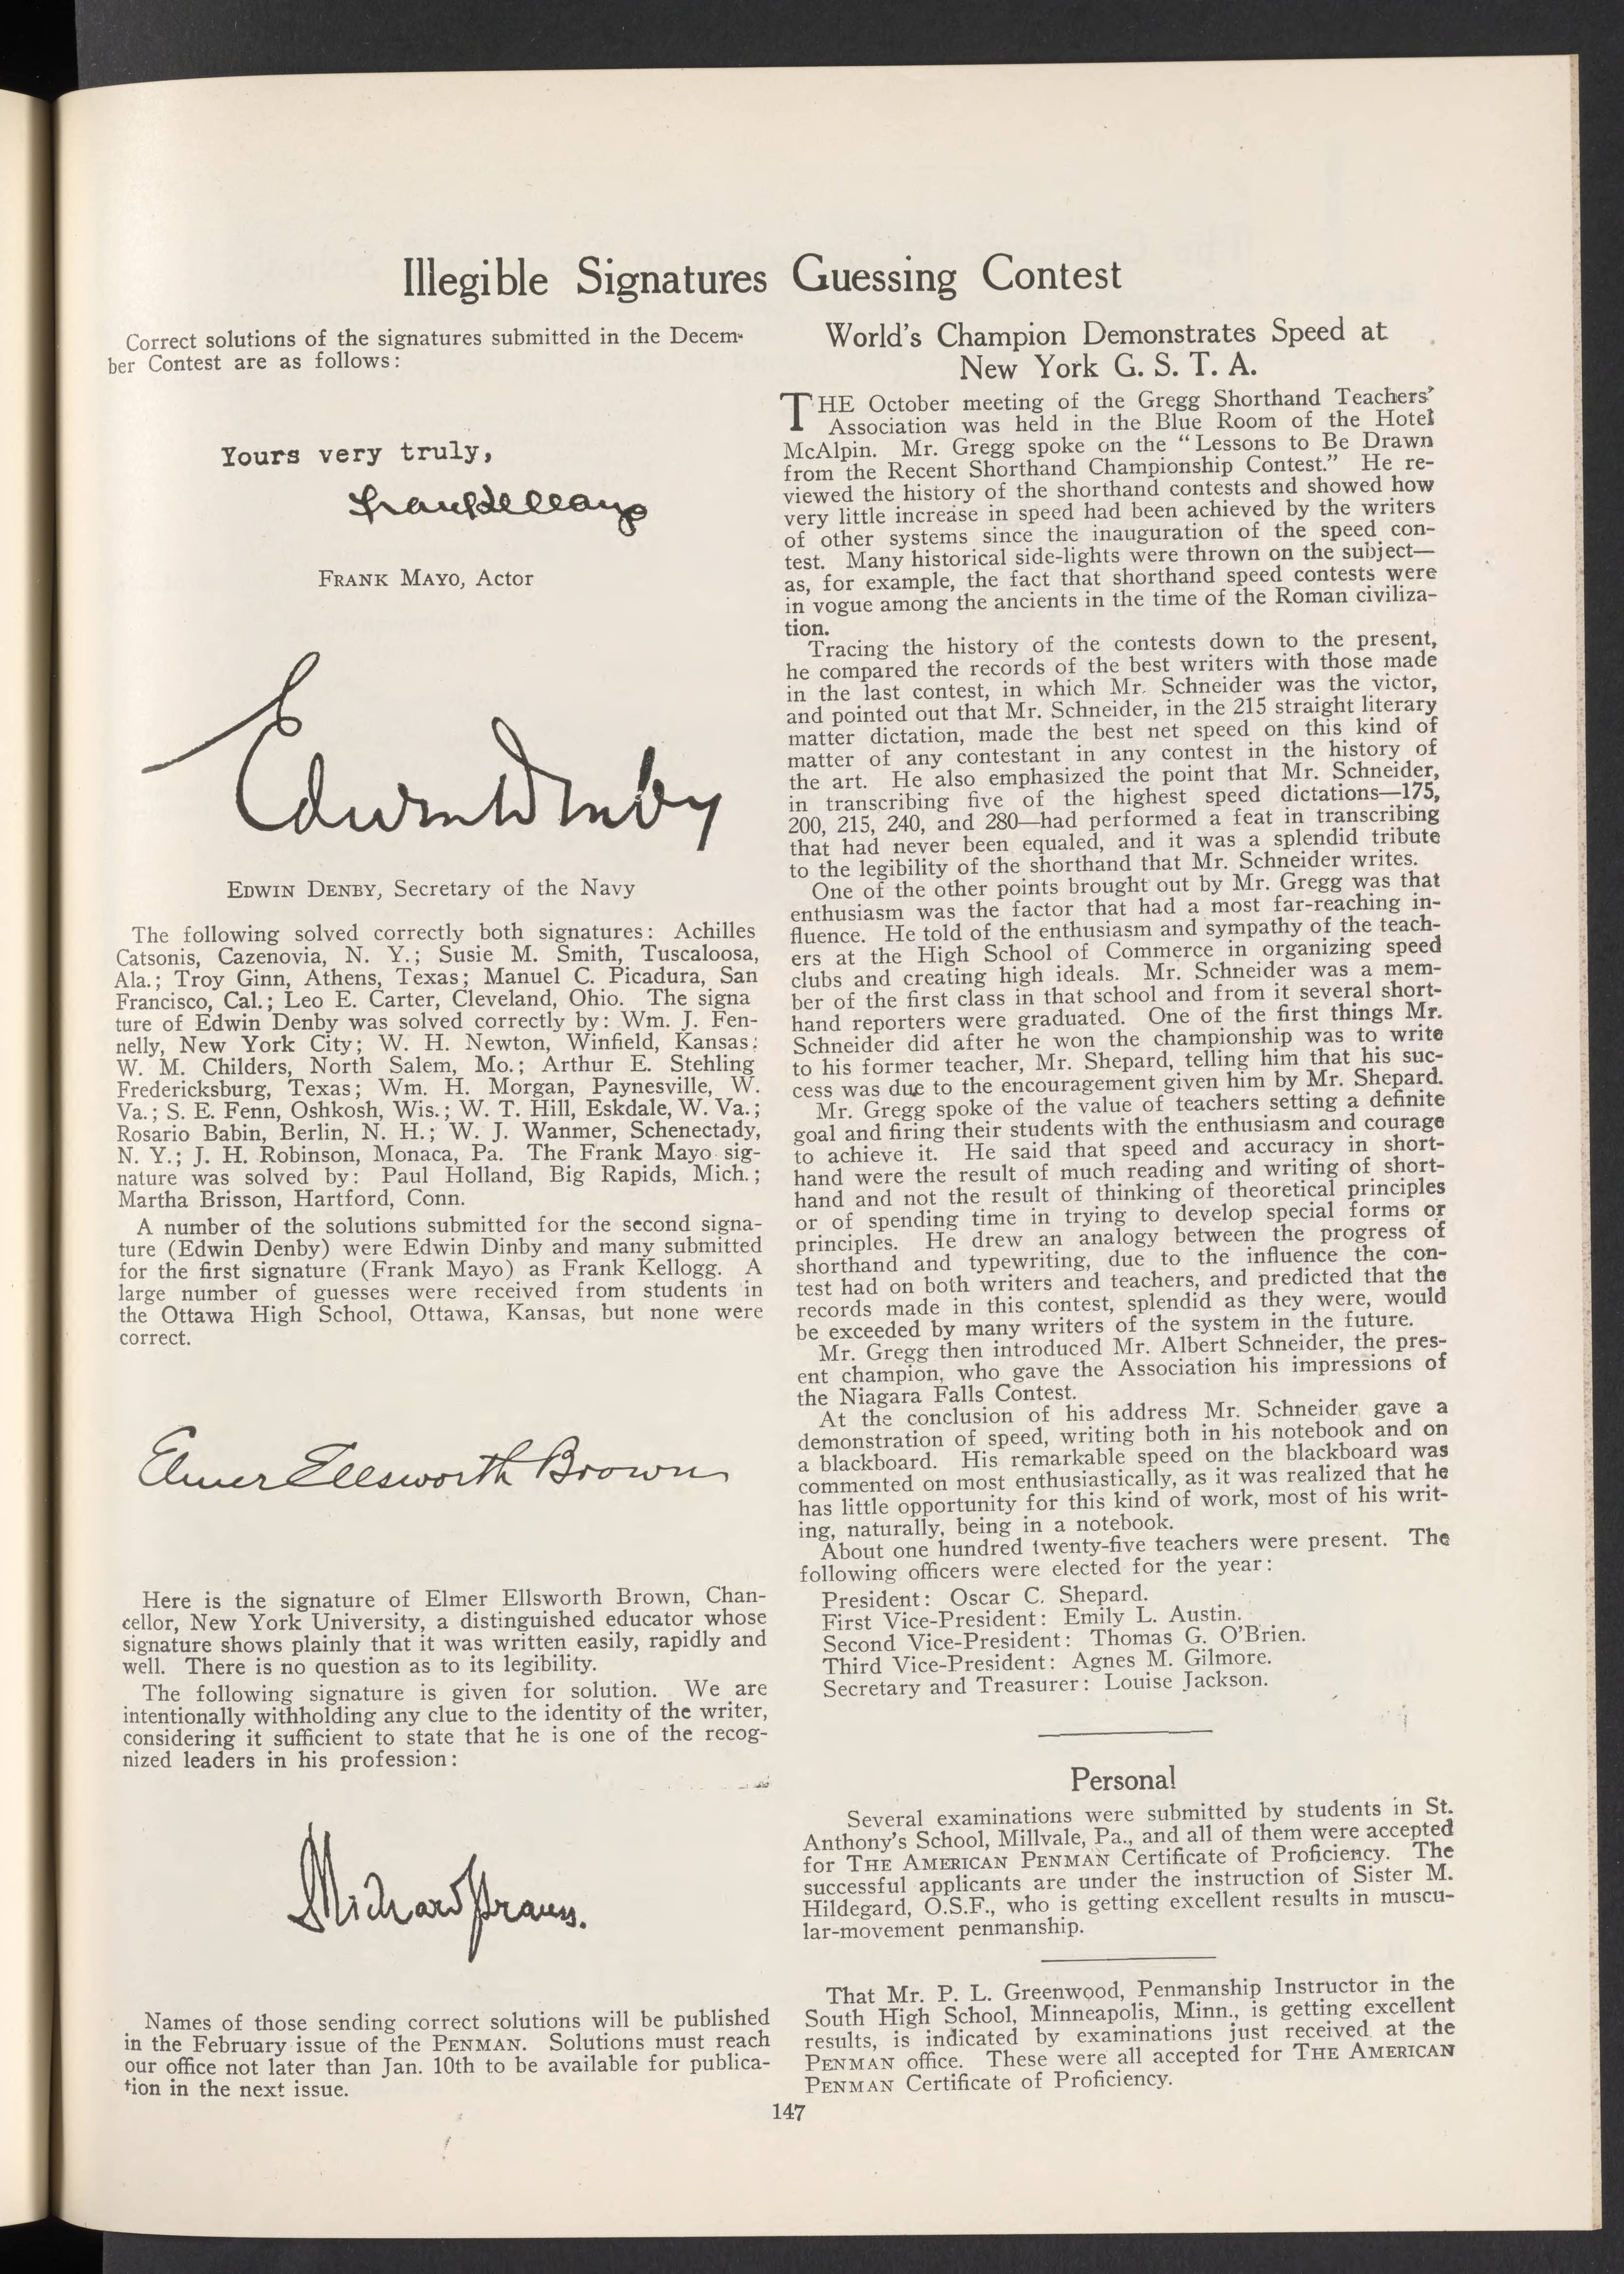 Illegible Signatures Guessing Contest
Correct solutions of the signatures submitted in the Decem-
ber Contest are as follows:
Yours very truly,
FRANK MAYO, Actor
Edwin Denby
EDWIN DENBY, Secretary of the Navy
The following solved correctly both signatures: Achilles
Catsonis, Cazenovia, N. Y.; Susie M. Smith, Tuscaloosa,
Ala.; Troy Ginn, Athens, Texas; Manuel C. Picadura, San
Francisco, Cal.; Leo E. Carter, Cleveland, Ohio. The signa
ture of Edwin Denby was solved correctly by: Wm. J. Fen-
nelly, New York City; W. H. Newton, Winfield, Kansas;
W. M. Childers, North Salem, Mo.; Arthur E. Stehling
Fredericksburg, Texas; Wm. H. Morgan, Paynesville, W.
Va.; S. E. Fenn, Oshkosh, Wis.; W. T. Hill, Eskdale, W. Va.;
Rosario Babin, Berlin, N. H.; W. J. Wanmer, Schenectady,
N. Y.; J. H. Robinson, Monaca, Pa. The Frank Mayo sig-
nature was solved by: Paul Holland, Big Rapids, Mich.;
Martha Brisson, Hartford, Conn.
A number of the solutions submitted for the second signa-
ture (Edwin Denby) were Edwin Dinby and many submitted
for the first signature (Frank Mayo) as Frank Kellogg. A
large number of guesses were received from students in
the Ottawa High School, Ottawa, Kansas, but none were
correct.
Elmer Ellsworth Brown
Here is the signature of Elmer Ellsworth Brown, Chan-
cellor, New York University, a distinguished educator whose
signature shows plainly that it was written easily, rapidly and
well. There is no question as to its legibility.
The following signature is given for solution. We are
intentionally withholding any clue to the identity of the writer,
considering it sufficient to state that he is one of the recog-
nized leaders in his profession:
Names of those sending correct solutions will be published
in the February issue of the PENMAN. Solutions must reach
our office not later than Jan. 10th to be available for publica-
tion in the next issue.
World's Champion Demonstrates Speed at
New York G. S. T. A.
THE October meeting of the Gregg Shorthand Teachers'
Association was held in the Blue Room of the Hotel
McAlpin. Mr. Gregg spoke on the "Lessons to Be Drawn
from the Recent Shorthand Championship Contest." He re-
viewed the history of the shorthand contests and showed how
very little increase in speed had been achieved by the writers
of other systems since the inauguration of the speed con-
test. Many historical side-lights were thrown on the subject—
as, for example, the fact that shorthand speed contests were
in vogue among the ancients in the time of the Roman civiliza-
tion.
Tracing the history of the contests down to the present,
he compared the records of the best writers with those made
in the last contest, in which Mr. Schneider was the victor,
and pointed out that Mr. Schneider, in the 215 straight literary
matter dictation, made the best net speed on this kind of
matter of any contestant in any contest in the history of
the art. He also emphasized the point that Mr. Schneider,
in transcribing five of the highest speed dictations—175,
200, 215, 240, and 280—had performed a feat in transcribing
that had never been equaled, and it was a splendid tribute
to the legibility of the shorthand that Mr. Schneider writes.
One of the other points brought out by Mr. Gregg was that
enthusiasm was the factor that had a most far-reaching in-
fluence. He told of the enthusiasm and sympathy of the teach-
ers at the High School of Commerce in organizing speed
clubs and creating high ideals. Mr. Schneider was a mem-
ber of the first class in that school and from it several short-
hand reporters were graduated. One of the first things Mr.
Schneider did after he won the championship was to write
to his former teacher, Mr. Shepard, telling him that his suc-
cess was due to the encouragement given him by Mr. Shepard.
Mr. Gregg spoke of the value of teachers setting a definite
goal and firing their students with the enthusiasm and courage
to achieve it. He said that speed and accuracy in short-
hand were the result of much reading and writing of short-
hand and not the result of thinking of theoretical principles
or of spending time in trying to develop special forms or
principles. He drew an analogy between the progress of
shorthand and typewriting, due to the influence the con-
test had on both writers and teachers, and predicted that the
records made in this contest, splendid as they were, would
be exceeded by many writers of the system in the future.
Mr. Gregg then introduced Mr. Albert Schneider, the pres-
ent champion, who gave the Association his impressions of
the Niagara Falls Contest.
At the conclusion of his address Mr. Schneider gave a
demonstration of speed, writing both in his notebook and on
a blackboard. His remarkable speed on the blackboard was
commented on most enthusiastically, as it was realized that he
has little opportunity for this kind of work, most of his writ-
ing, naturally, being in a notebook.
About one hundred twenty-five teachers were present. The
following officers were elected for the year:
President: Oscar C. Shepard.
First Vice-President: Emily L. Austin.
Second Vice-President: Thomas G. O'Brien.
Third Vice-President: Agnes M. Gilmore.
Secretary and Treasurer: Louise Jackson.
Personal
Several examinations were submitted by students in St.
Anthony's School, Millvale, Pa., and all of them were accepted
for THE AMERICAN PENMAN Certificate of Proficiency. The
successful applicants are under the instruction of Sister M.
Hildegard, O.S.F., who is getting excellent results in muscu-
lar-movement penmanship.
That Mr. P. L. Greenwood, Penmanship Instructor in the
South High School, Minneapolis, Minn., is getting excellent
results, is indicated by examinations just received at the
PENMAN office. These were all accepted for THE AMERICAN
PENMAN Certificate of Proficiency.
147